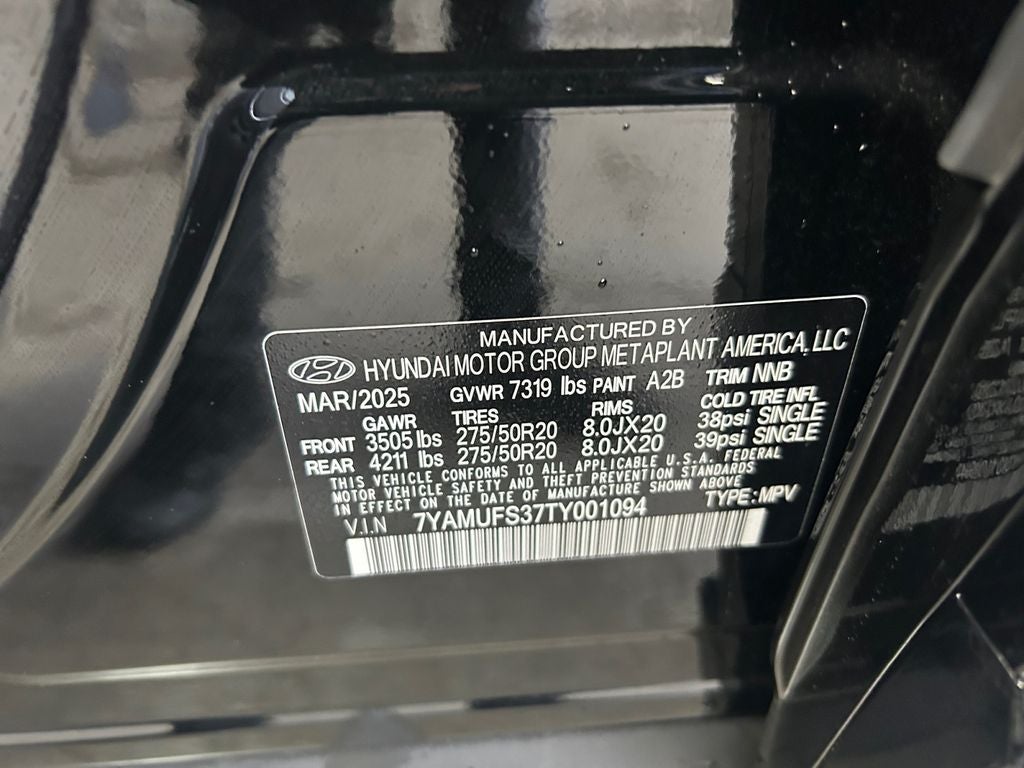 MANUFACTURED BY
HYUNDAI MOTOR GROUP METAPLANT AMERICA, LLC
MAR/2025 GVWR 7319 lbs PAINT A2B TRIM NNB
GAWR TIRES RIMS COLD TIRE INFL
FRONT 3505 lbs 275/50R20 8.0JX20 38psi SINGLE
REAR 4211 lbs 275/50R20 8.0JX20 39psi SINGLE
THIS VEHICLE CONFORMS TO ALL APPLICABLE U.S.A. FEDERAL
MOTOR VEHICLE SAFETY AND THEFT PREVENTION STANDARDS
IN EFFECT ON THE DATE OF MANUFACTURE SHOWN ABOVE
V.I.N 7YAMUFS37TY001094 TYPE:MPV